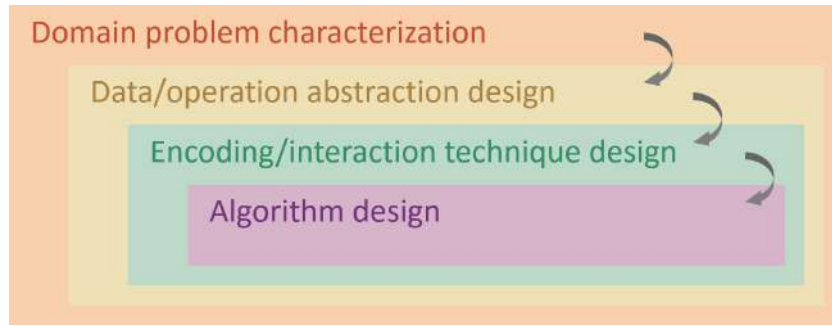 Domain problem characterization
Data/operation abstraction design
Encoding/interaction technique design
Algorithm design